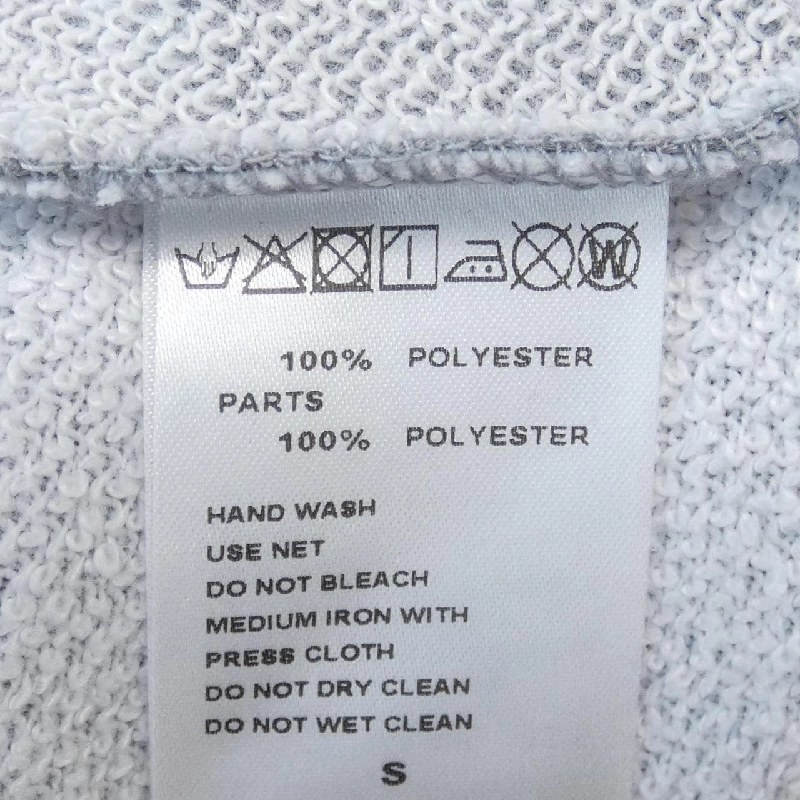 W
100% POLYESTER
PARTS
100% POLYESTER
HAND WASH
USE NET
DO NOT BLEACH
MEDIUM IRON WITH
PRESS CLOTH
DO NOT DRY CLEAN
DO NOT WET CLEAN
S